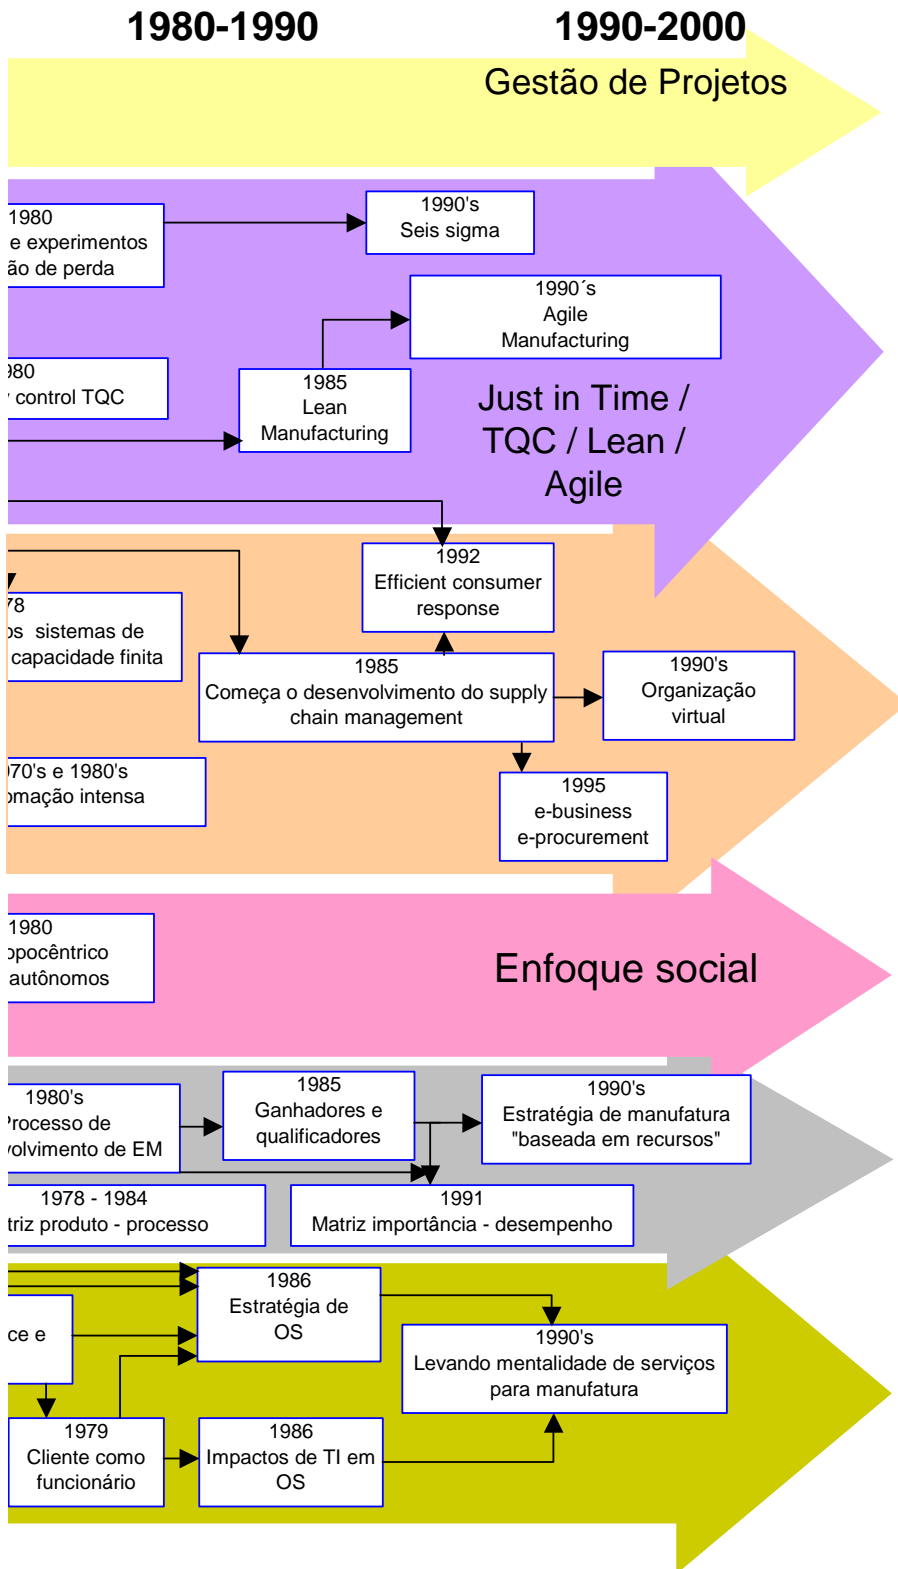 1980-1990
1990-2000
Gestão de Projetos
1980
e experimentos
ão de perda
1990's
Seis sigma
1990´s
Agile
Manufacturing
980
control TQC
1985
Lean
Manufacturing
Just in Time /
TQC / Lean /
Agile
1992
Efficient consumer
response
78
os sistemas de
capacidade finita
1985
Começa o desenvolvimento do supply
chain management
1990's
Organização
virtual
970's e 1980's
omação intensa
1995
e-business
e-procurement
1980
opocêntrico
autônomos
Enfoque social
1980's
Processo de
volvimento de EM
1985
Ganhadores e
qualificadores
1990's
Estratégia de manufatura
"baseada em recursos"
1978 - 1984
triz produto - processo
1991
Matriz importância - desempenho
ce e
1986
Estratégia de
OS
1990's
Levando mentalidade de serviços
para manufatura
1979
Cliente como
funcionário
1986
Impactos de TI em
OS